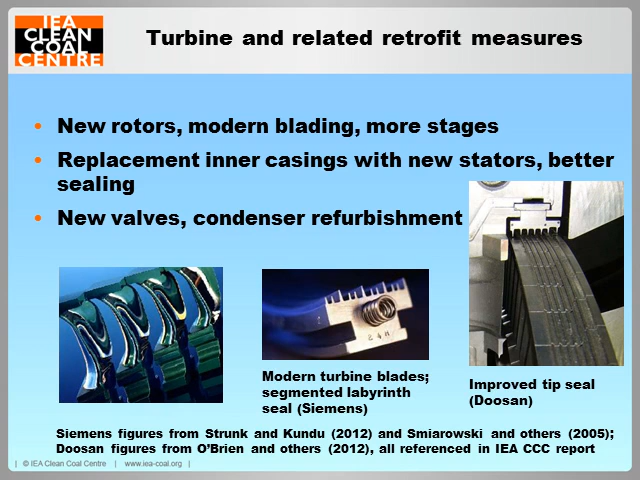 IEA
CLEAN
COAL
CENTRE
Turbine and related retrofit measures
• New rotors, modern blading, more stages
• Replacement inner casings with new stators, better
sealing
• New valves, condenser refurbishment
Modern turbine blades;
segmented labyrinth
seal (Siemens)
Improved tip seal
(Doosan)
Siemens figures from Strunk and Kundu (2012) and Smiarowski and others (2005);
Doosan figures from O’Brien and others (2012), all referenced in IEA CCC report
| © IEA Clean Coal Centre | www.iea-coal.org |